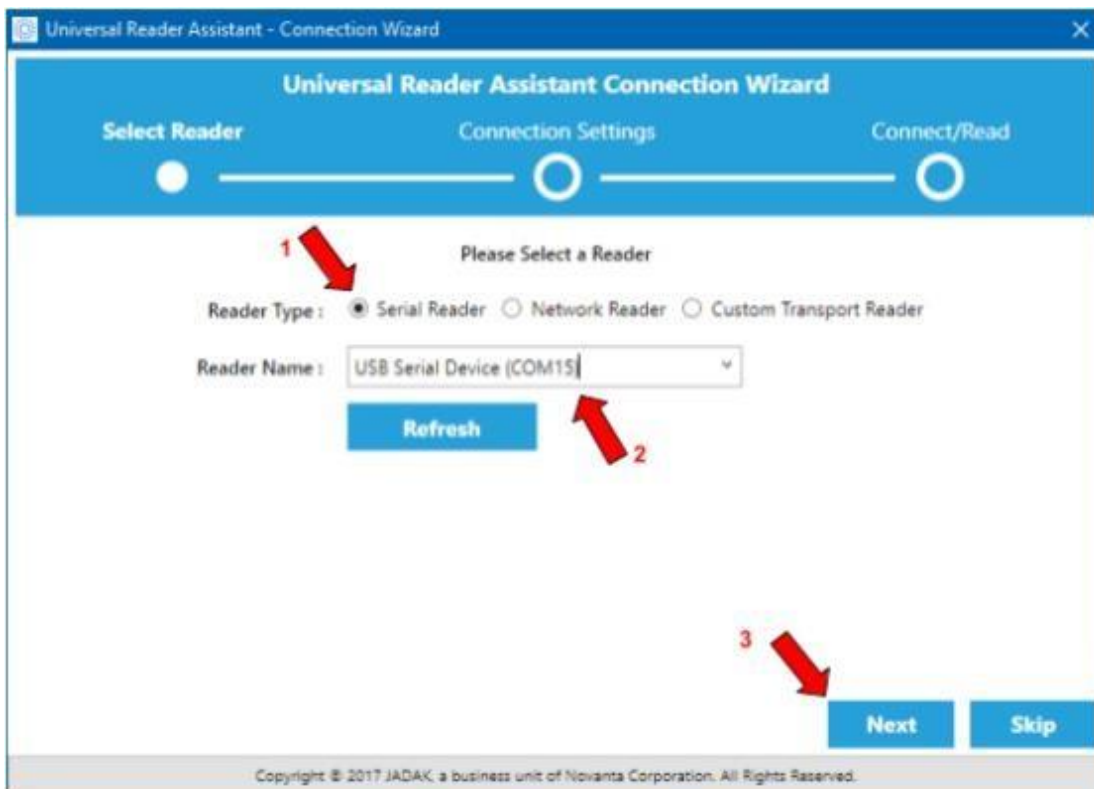 Universal Reader Assistant - Connection Wizard
Universal Reader Assistant Connection Wizard
Select Reader Connection Settings Connect/Read
1
Please Select a Reader
Reader Type : Serial Reader Network Reader Custom Transport Reader
Reader Name : USB Serial Device (COM15)
Refresh
2
3
Next Skip
Copyright © 2017 JADAK, a business unit of Novanta Corporation. All Rights Reserved.